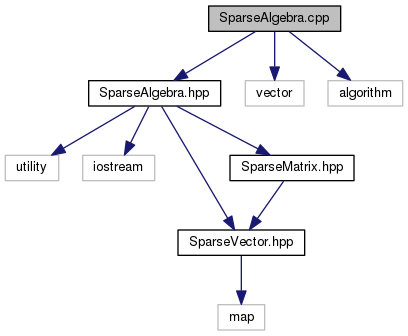 SparseAlgebra.cpp
SparseAlgebra.hpp
vector
algorithm
utility
iostream
SparseMatrix.hpp
SparseVector.hpp
map